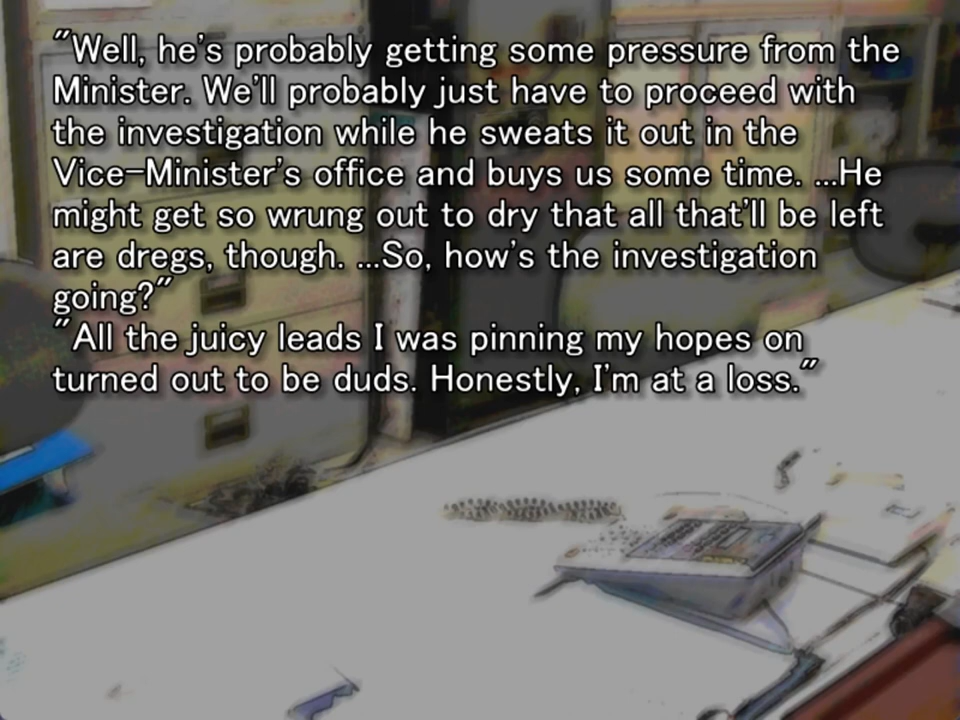 "Well, he's probably getting some pressure from the
Minister. We'll probably just have to proceed with
the investigation while he sweats it out in the
Vice-Minister's office and buys us some time. ...He
might get so wrung out to dry that all that'll be left
are dregs, though. ...So, how's the investigation
going?"
"All the juicy leads I was pinning my hopes on
turned out to be duds. Honestly, I'm at a loss."